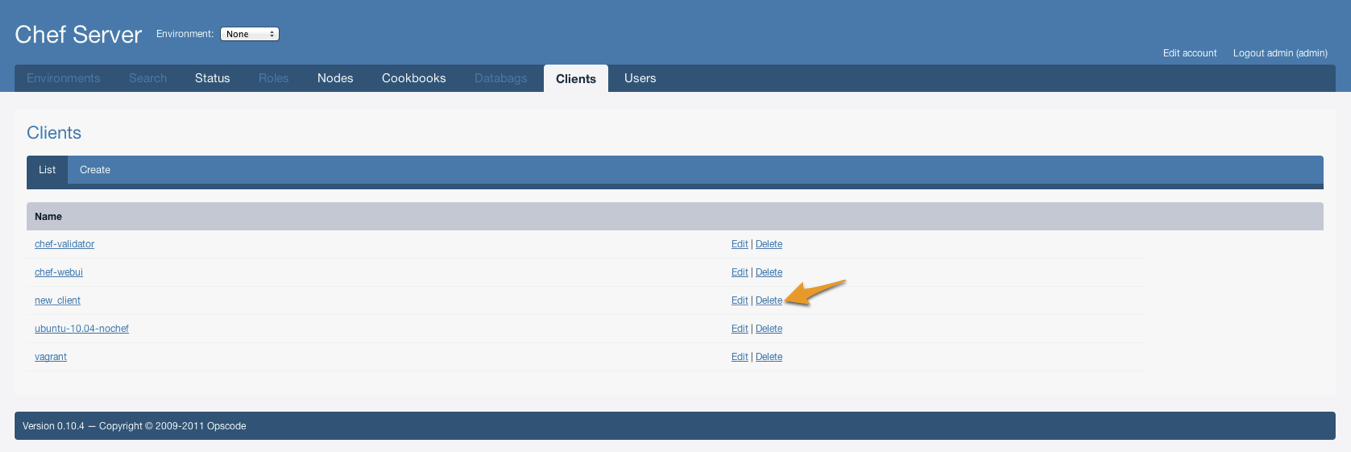 Chef Server Environment: None
Edit account Logout admin (admin)
Environments Search Status Roles Nodes Cookbooks Databags Clients Users
Clients
List Create
Name
chef-validator Edit | Delete
chef-webui Edit | Delete
new_client Edit | Delete
ubuntu-10.04-nochef Edit | Delete
vagrant Edit | Delete
Version 0.10.4 — Copyright © 2009-2011 Opscode